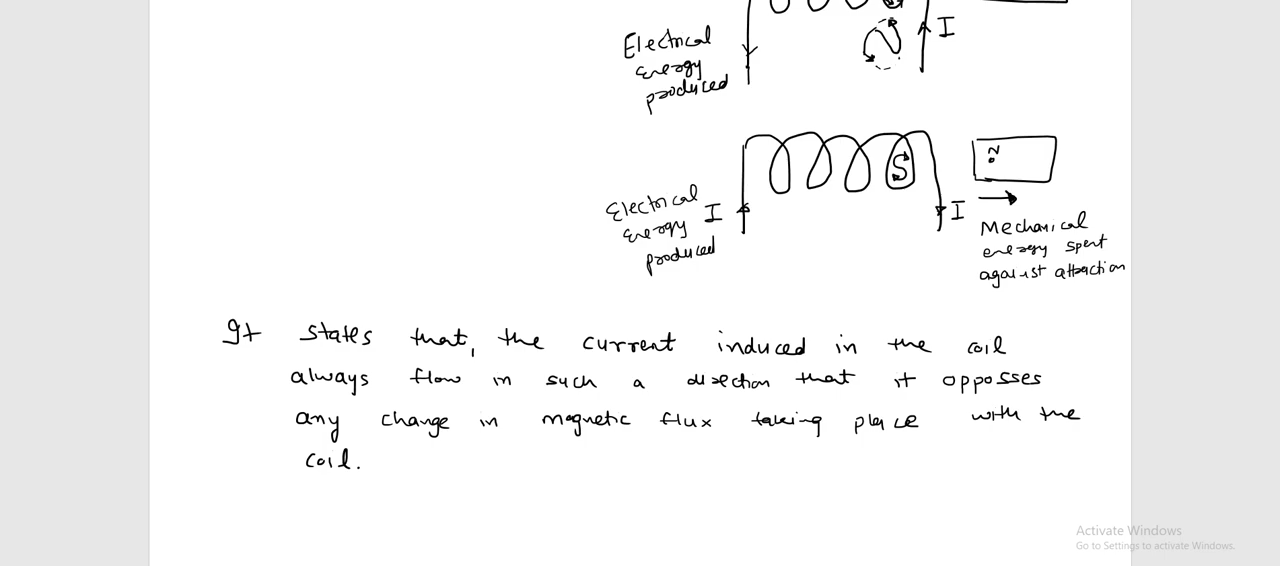 Electrical
energy
produced
N
I
S
N
Electrical
energy
produced
I
I
Mechanical
energy spent
against attraction
It states that, the current induced in the coil
always flow in such a direction that it opposses
any change in magnetic flux taking place with the
coil.
Activate Windows
Go to Settings to activate Windows.